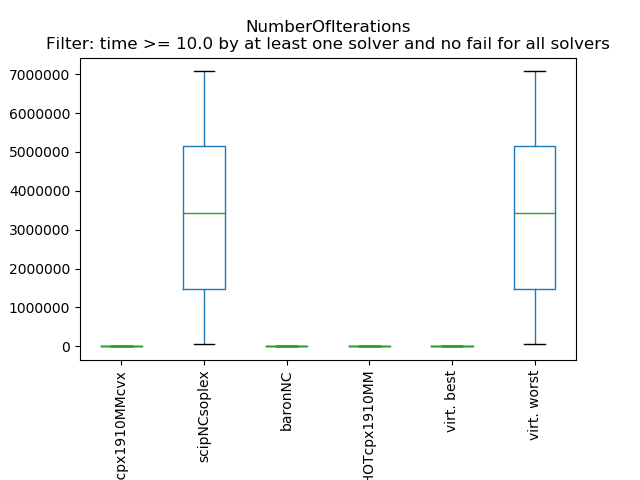 NumberOfIterations
Filter: time >= 10.0 by at least one solver and no fail for all solvers
7000000
6000000
5000000
4000000
3000000
2000000
1000000
0
cpx1910MMcvx
scipNCsoplex
baronNC
HOTcpx1910MM
virt. best
virt. worst